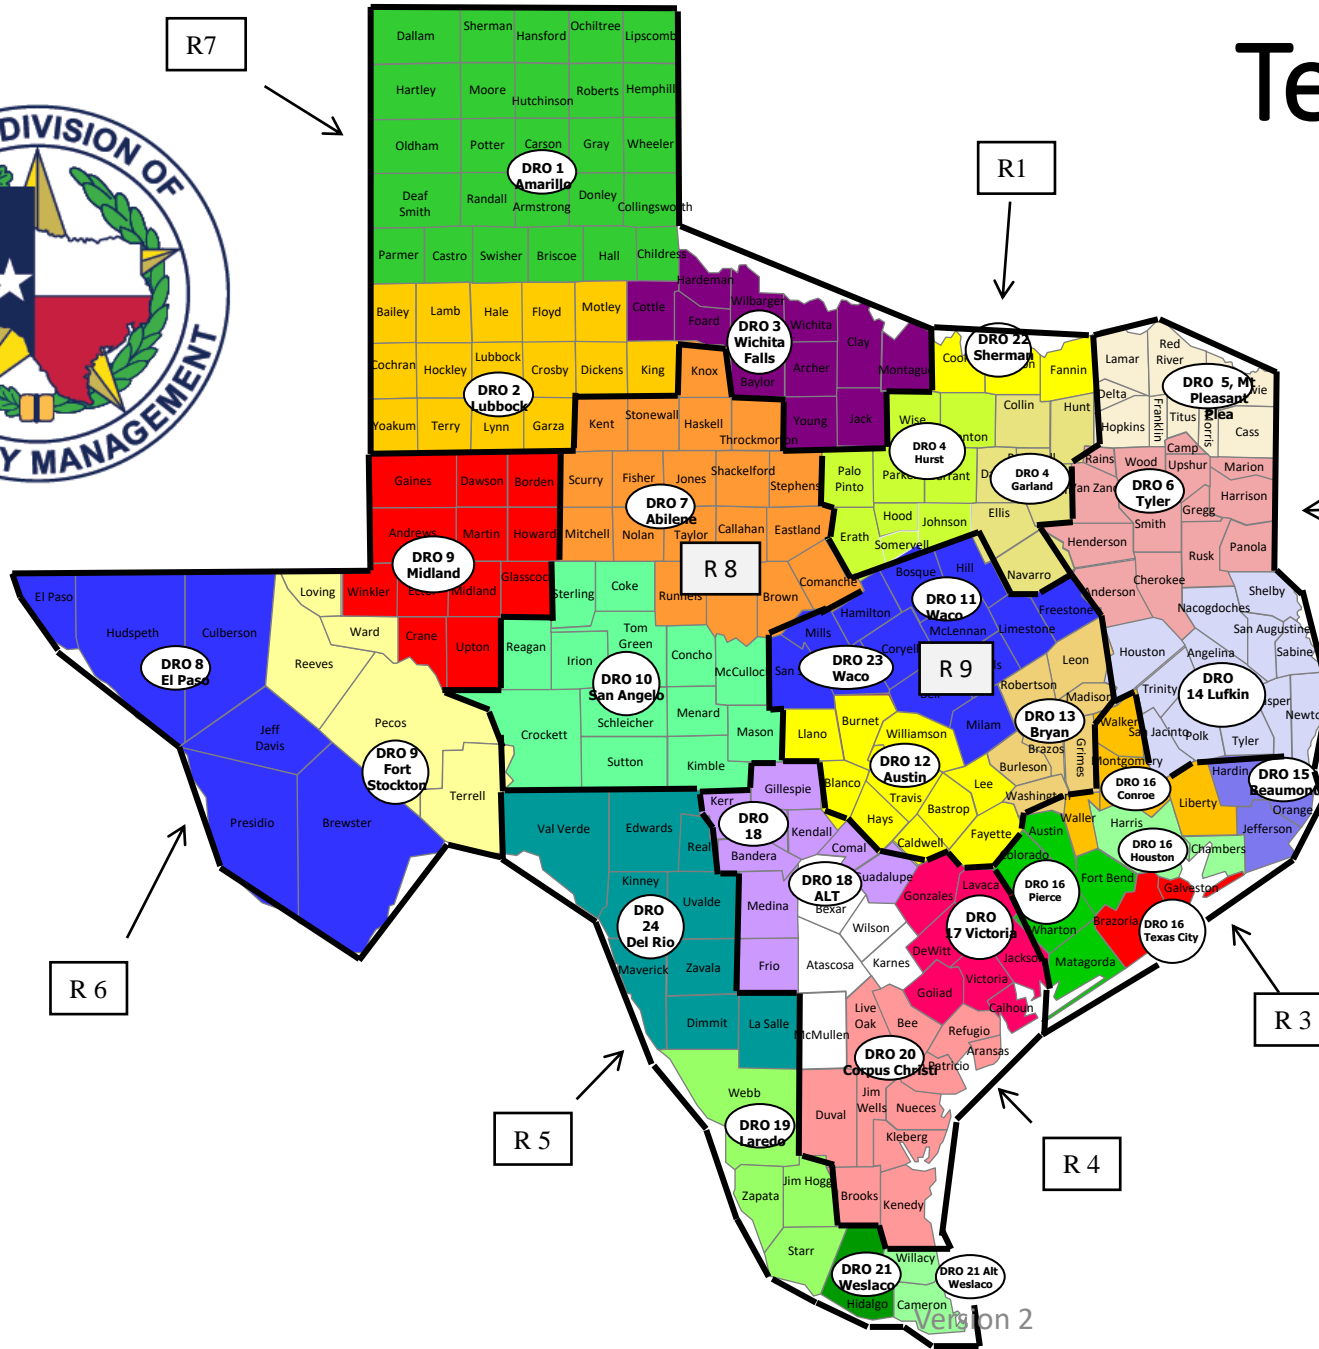 Te
R7
R1
DIVISION OF
Y MANAGEMENT
Dallam
Sherman
Hansford
Ochiltree
Lipscomb
Hartley
Moore
Hutchinson
Roberts
Hemphill
Oldham
Potter
Carson
Gray
Wheeler
DRO 1
Amarillo
Deaf
Smith
Randall
Armstrong
Donley
Collingsworth
Parmer
Castro
Swisher
Briscoe
Hall
Childress
Bailey
Lamb
Hale
Floyd
Motley
Cottle
Hardeman
Foard
Wilbarger
Wichita
Clay
Montague
DRO 3
Wichita
Falls
Archer
Baylor
Young
Jack
Cochran
Hockley
Lubbock
Crosby
Dickens
King
Knox
DRO 2
Lubbock
Yoakum
Terry
Lynn
Garza
Kent
Stonewall
Haskell
Throckmorton
DRO 22
Sherman
Fannin
Lamar
Red
River
DRO 5, Mt
Pleasant
Plea
Delta
Hopkins
Franklin
Titus
Morris
Cass
Collin
Hunt
Wise
DRO 4
Hurst
DRO 4
Garland
Palo
Pinto
Hood
Johnson
Ellis
Erath
Somervell
Navarro
Rains
Wood
Camp
Upshur
Marion
Van Zand
DRO 6
Tyler
Harrison
Gregg
Smith
Henderson
Rusk
Panola
Anderson
Cherokee
Gaines
Dawson
Borden
Scurry
Fisher
Jones
Shackelford
Stephens
DRO 7
Abilene
Andrews
Martin
Howard
Mitchell
Nolan
Taylor
Callahan
Eastland
DRO 9
Midland
R 8
Comanche
Winkler
Ector
Midland
Glasscock
Sterling
Coke
Runnels
Brown
El Paso
Hudspeth
Culberson
Loving
Ward
Reeves
Crane
Upton
DRO 8
El Paso
Jeff
Davis
Pecos
DRO 9
Fort
Stockton
Terrell
Presidio
Brewster
Reagan
Irion
Tom
Green
Concho
McCulloc
DRO 10
San Angelo
Schleicher
Menard
Mason
Crockett
Sutton
Kimble
Bosque
Hill
DRO 11
Waco
Hamilton
McLennan
Limestone
Freestone
Mills
Coryell
DRO 23
Waco
San S
R 9
Bell
Milam
Leon
Robertson
Madison
DRO 13
Bryan
Brazos
Burleson
Grimes
Washington
Nacogdoches
Shelby
San Augustine
Sabine
Houston
Angelina
DRO
14 Lufkin
Trinity
Newto
San Jacinto
Polk
Tyler
Walker
Montgomery
Llano
Burnet
Williamson
DRO 12
Austin
Blanco
Travis
Lee
Bastrop
Hays
Caldwell
Fayette
Gillespie
Kerr
DRO
18
Kendall
Comal
Bandera
Guadalupe
DRO 18
ALT
Bexar
Medina
Wilson
Frio
Atascosa
Karnes
McMullen
DRO 16
Conroe
Liberty
Hardin
DRO 15
Beaumont
Orange
Jefferson
Waller
Harris
DRO 16
Houston
Chambers
Austin
Colorado
Fort Bend
DRO 16
Pierce
Galveston
Brazoria
DRO 16
Texas City
Wharton
Matagorda
Gonzales
Lavaca
DRO
17 Victoria
DeWitt
Jackson
Victoria
Goliad
Calhoun
Val Verde
Edwards
Real
Kinney
Uvalde
DRO
24
Del Rio
Maverick
Zavala
Dimmit
La Salle
Live
Oak
Bee
Refugio
Aransas
DRO 20
Corpus Christi
Patricio
Duval
Jim
Wells
Nueces
Kleberg
Brooks
Kenedy
Webb
DRO 19
Laredo
Zapata
Jim Hogg
Starr
DRO 21
Weslaco
Hidalgo
Willacy
DRO 21 Alt
Weslaco
Cameron
Version 2
R 6
R 5
R 4
R 3